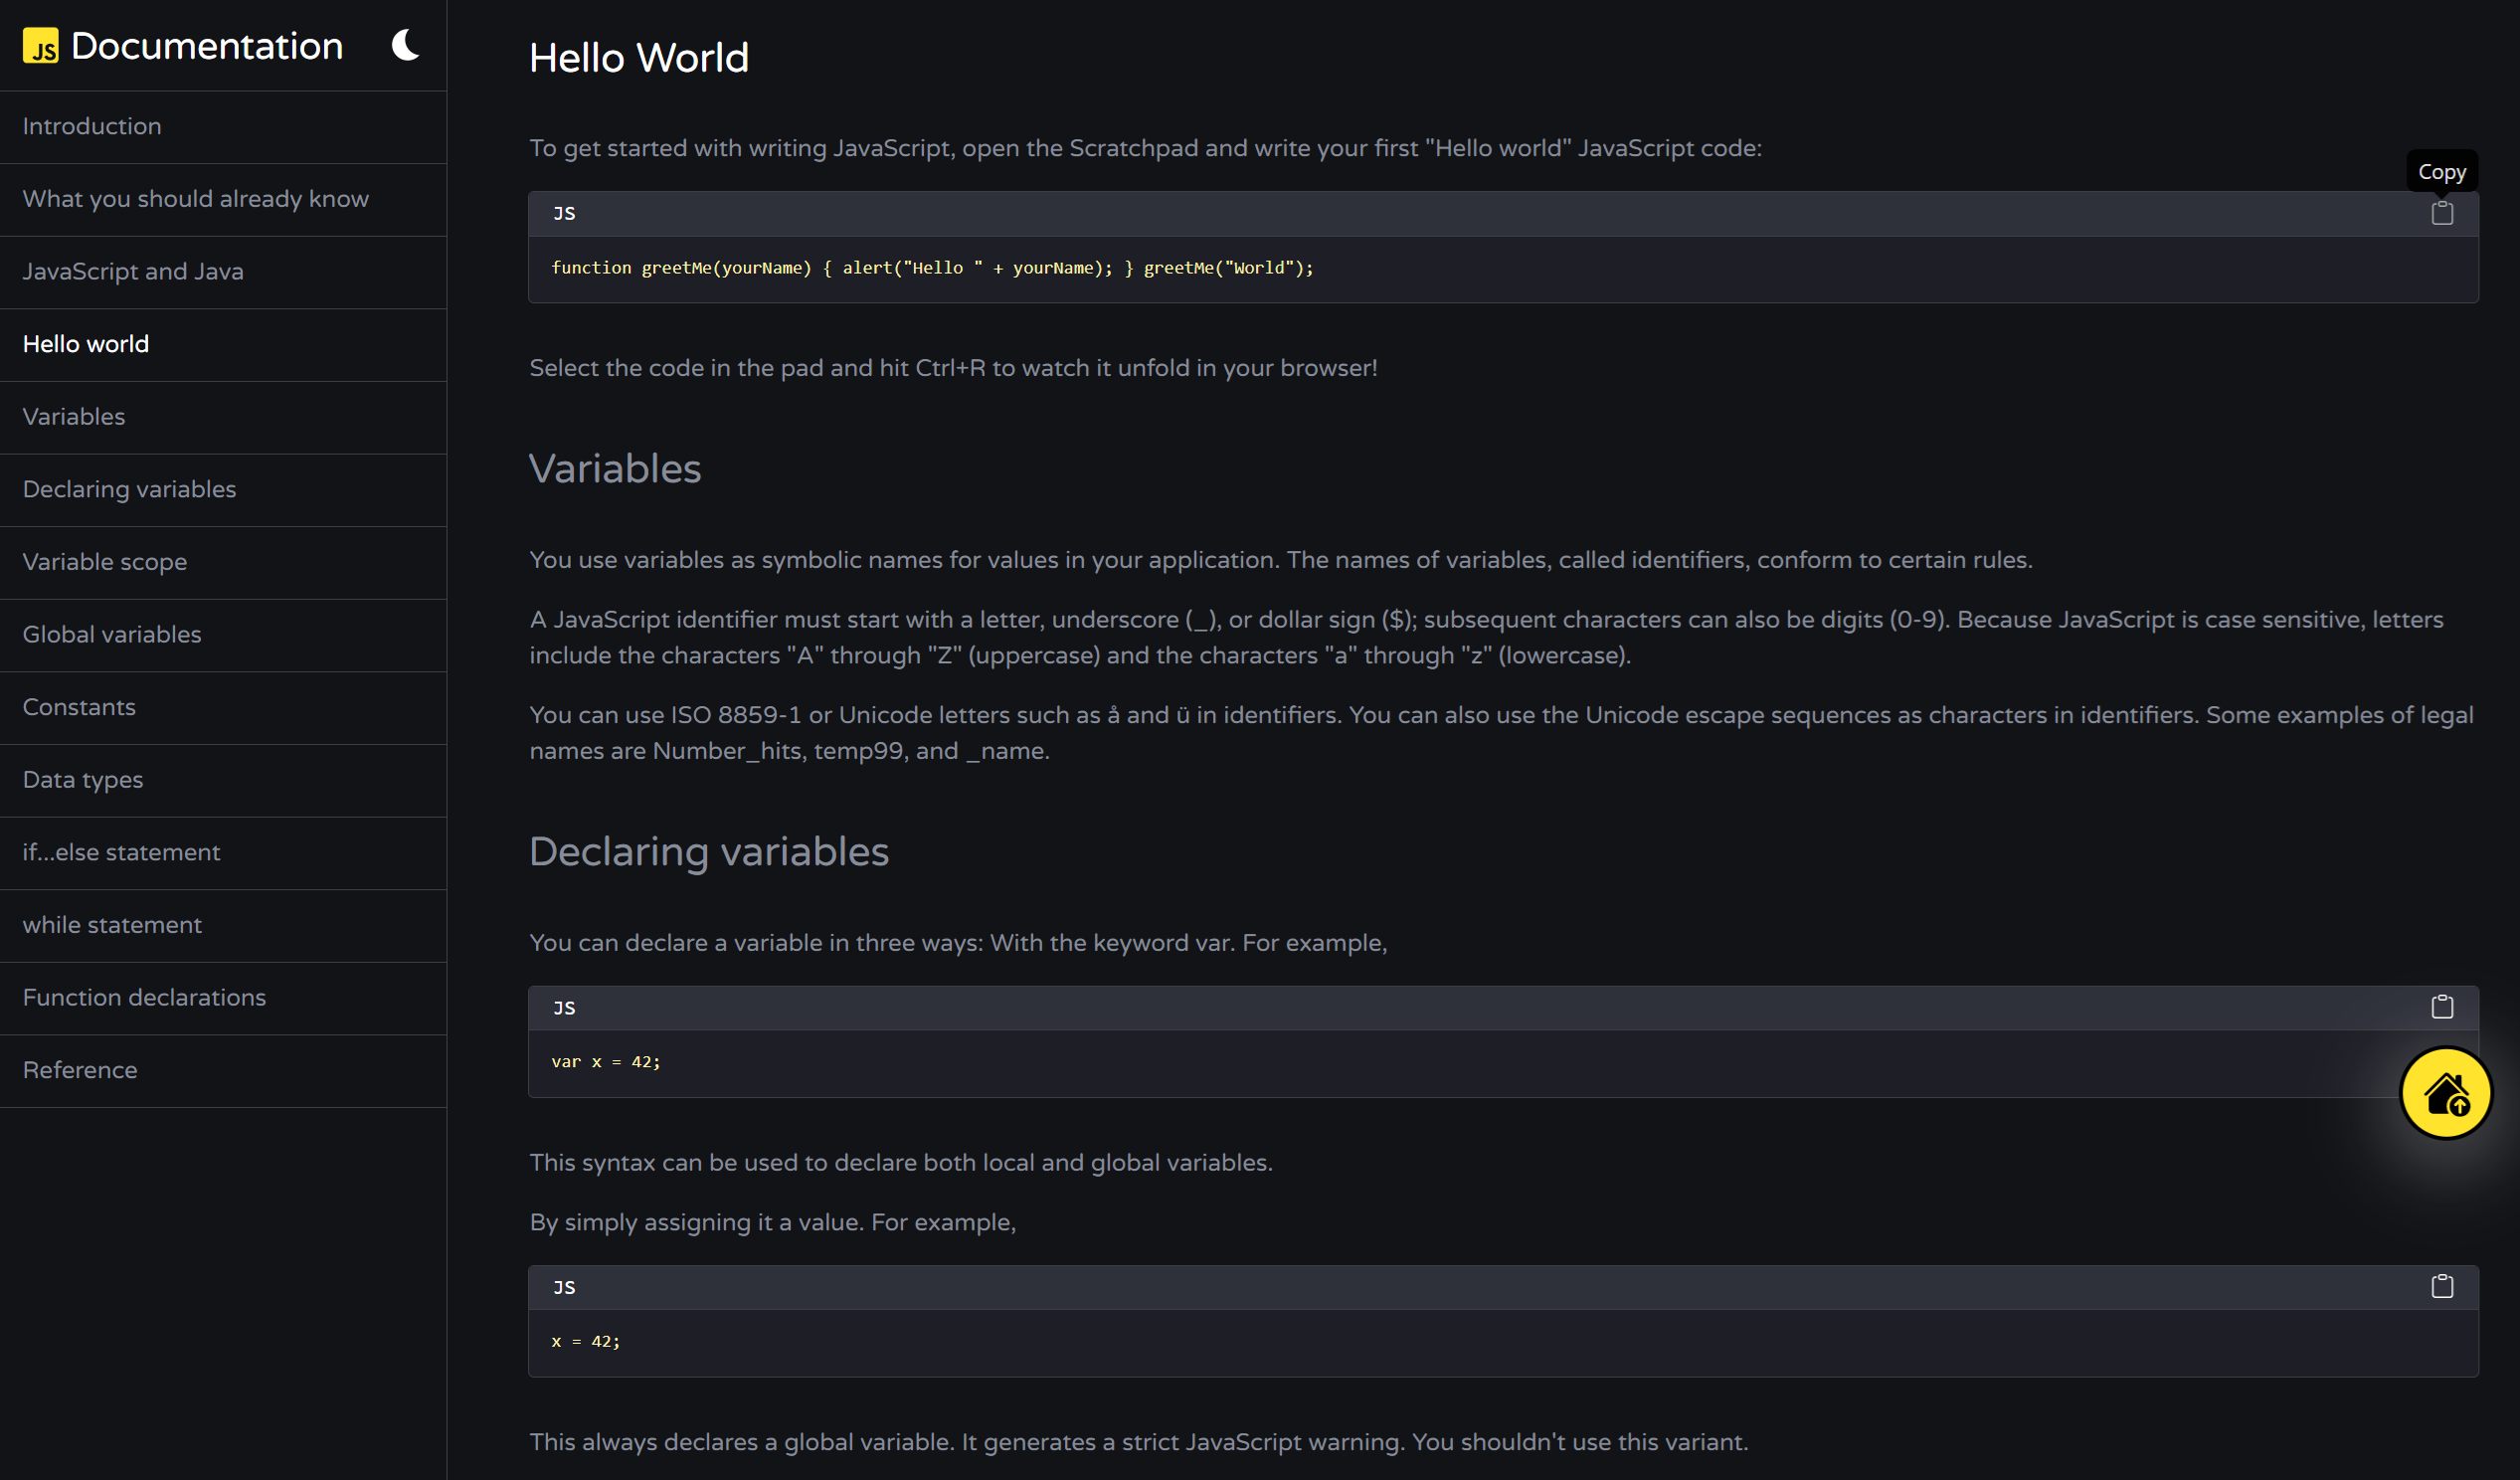 JS Documentation
Introduction
What you should already know
JavaScript and Java
Hello world
Variables
Declaring variables
Variable scope
Global variables
Constants
Data types
if...else statement
while statement
Function declarations
Reference
Hello World
To get started with writing JavaScript, open the Scratchpad and write your first "Hello world" JavaScript code:
Copy
JS
function greetMe(yourName) { alert("Hello " + yourName); } greetMe("World");
Select the code in the pad and hit Ctrl+R to watch it unfold in your browser!
Variables
You use variables as symbolic names for values in your application. The names of variables, called identifiers, conform to certain rules.
A JavaScript identifier must start with a letter, underscore (_), or dollar sign ($); subsequent characters can also be digits (0-9). Because JavaScript is case sensitive, letters
include the characters "A" through "Z" (uppercase) and the characters "a" through "z" (lowercase).
You can use ISO 8859-1 or Unicode letters such as å and ü in identifiers. You can also use the Unicode escape sequences as characters in identifiers. Some examples of legal
names are Number_hits, temp99, and _name.
Declaring variables
You can declare a variable in three ways: With the keyword var. For example,
JS
var x = 42;
This syntax can be used to declare both local and global variables.
By simply assigning it a value. For example,
JS
x = 42;
This always declares a global variable. It generates a strict JavaScript warning. You shouldn't use this variant.